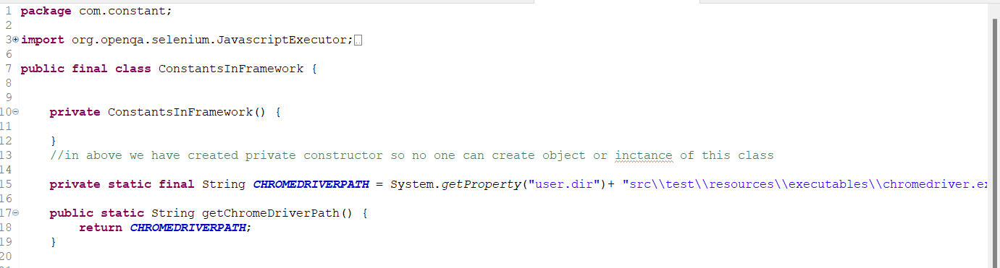 1 package com.constant;
2
3 import org.openqa.selenium.JavascriptExecutor;
6
7 public final class ConstantsInFramework {
8
9
10 private ConstantsInFramework() {
11
12 }
13 //in above we have created private constructor so no one can create object or inctance of this class
14
15 private static final String CHROMEDRIVERPATH = System.getProperty("user.dir")+ "src\\test\\resources\\executables\\chromedriver.e
16
17 public static String getChromeDriverPath() {
18 return CHROMEDRIVERPATH;
19 }
20